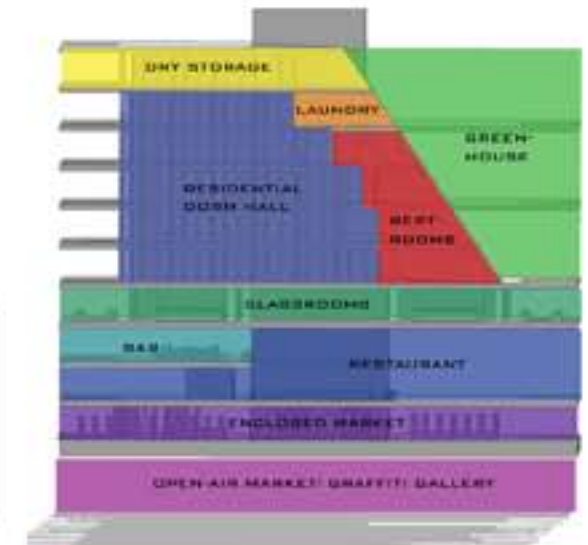 DRY STORAGE
LAUNDRY
GREEN-
HOUSE
RESIDENTIAL
DORM HALL
REST-
ROOMS
CLASSROOMS
BAR
RESTAURANT
ENCLOSED MARKET
OPEN-AIR MARKET/ GRAFFITI GALLERY